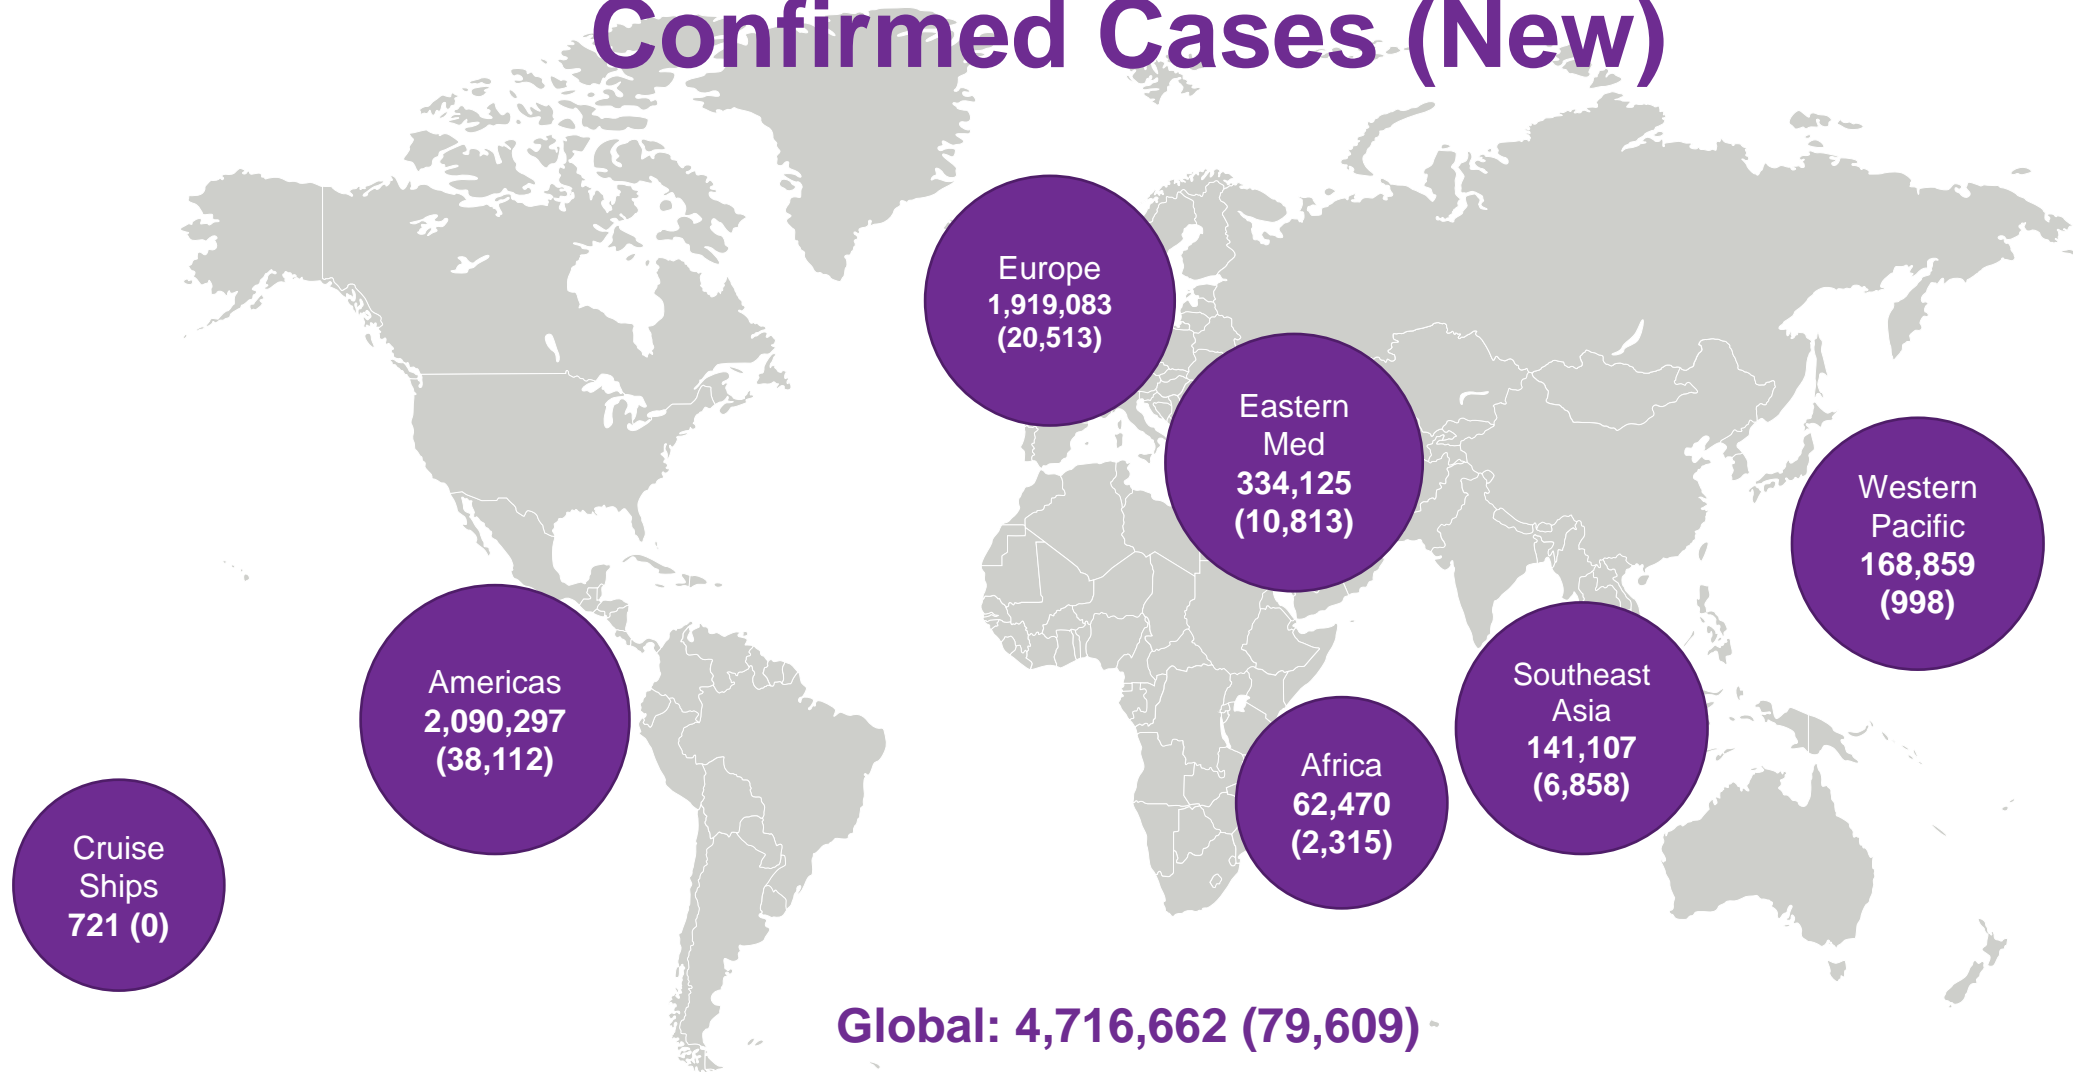 Confirmed Cases (New)
Europe
1,919,083
(20,513)
Eastern
Med
334,125
(10,813)
Western
Pacific
168,859
(998)
Americas
2,090,297
(38,112)
Southeast
Asia
141,107
(6,858)
Africa
62,470
(2,315)
Cruise
Ships
721 (0)
Global: 4,716,662 (79,609)